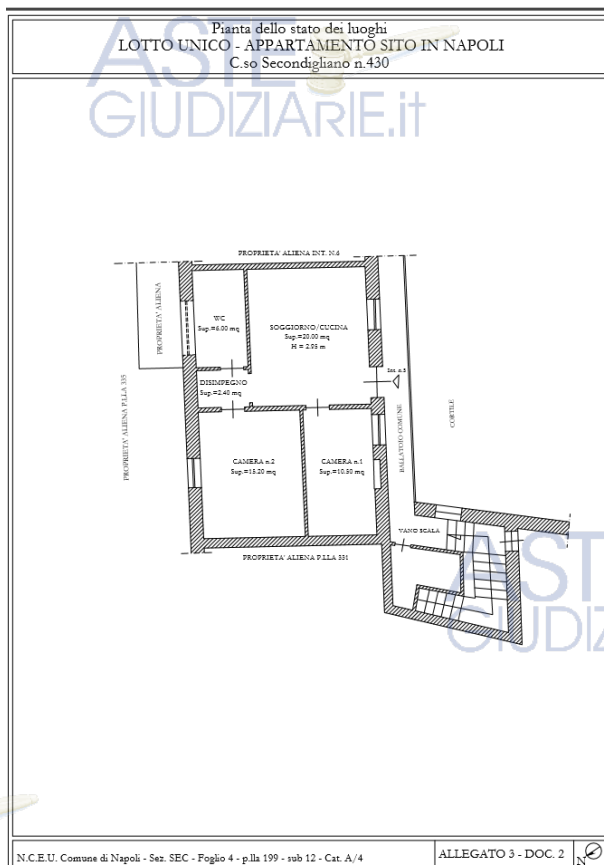 Pianta dello stato dei luoghi
LOTTO UNICO - APPARTAMENTO SITO IN NAPOLI
C.so Secondigliano n.430
ASTE
GIUDIZIARIE.it
PROPRIETA' ALIENA INT. N.6
PROPRIETA' ALIENA
WC
Sup.=6.00 mq
SOGGIORNO/CUCINA
Sup.=20.00 mq
H = 2.95 m
Int. n.5
DISIMPEGNO
Sup.=2.40 mq
PROPRIETA' ALIENA P.LLA 335
BALLATOIO COMUNE
CORTILE
CAMERA n.2
Sup.=15.20 mq
CAMERA n.1
Sup.=10.50 mq
VANO SCALA
PROPRIETA' ALIENA P.LLA 331
ASTE
GIUDIZ
N.C.E.U. Comune di Napoli - Sez. SEC - Foglio 4 - p.lla 199 - sub 12 - Cat. A/4
ALLEGATO 3 - DOC. 2
N